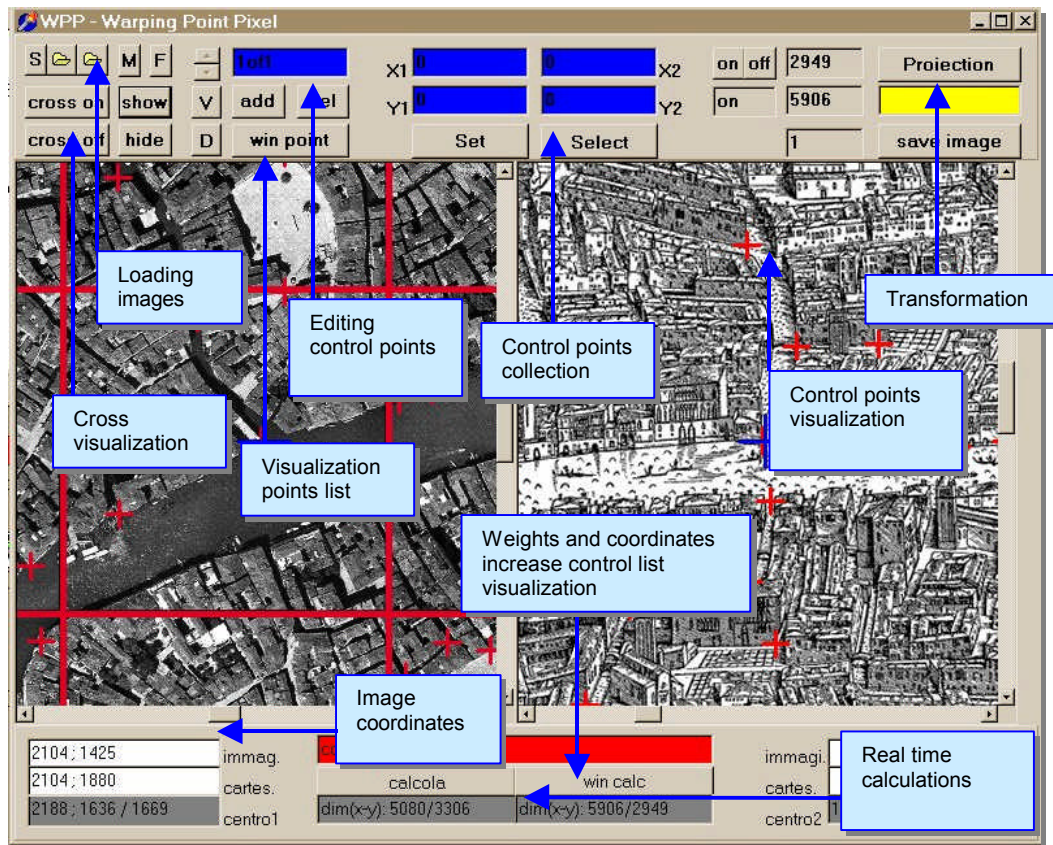 WPP - Warping Point Pixel
S M F 1 of 1 X1 0 0 X2 on off 2949 Proiection
cross on show V add Y1 0 0 Y2 on 5906
cross off hide D win point Set Select 1 save image
Loading
images
Editing
control points
Control points
collection
Transformation
Cross
visualization
Visualization
points list
Control points
visualization
Weights and coordinates
increase control list
visualization
Image
coordinates
Real time
calculations
2104 ; 1425 immag. immagi.
2104 ; 1880 cartes. calcola win calc cartes.
2188 ; 1636 / 1669 centro1 dim(x-y): 5080/3306 dim(x-y): 5906/2949 centro2